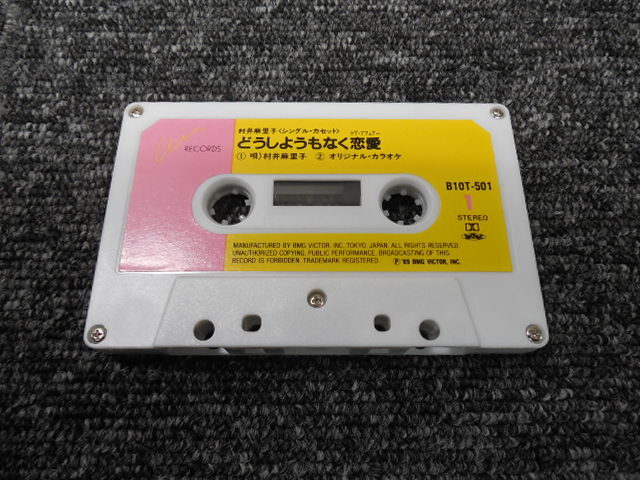 村井麻里子〈シングル・カセット〉
ラブ・アフェアー
どうしようもなく恋愛
① 唄)村井麻里子 ② オリジナル・カラオケ
RECORDS
B10T-501
1
STEREO
MANUFACTURED BY BMG VICTOR, INC. TOKYO, JAPAN. ALL RIGHTS RESERVED.
UNAUTHORIZED COPYING, PUBLIC PERFORMANCE, BROADCASTING OF THIS
RECORD IS FORBIDDEN. TRADEMARK REGISTERED. Ⓟ '89 BMG VICTOR, INC.